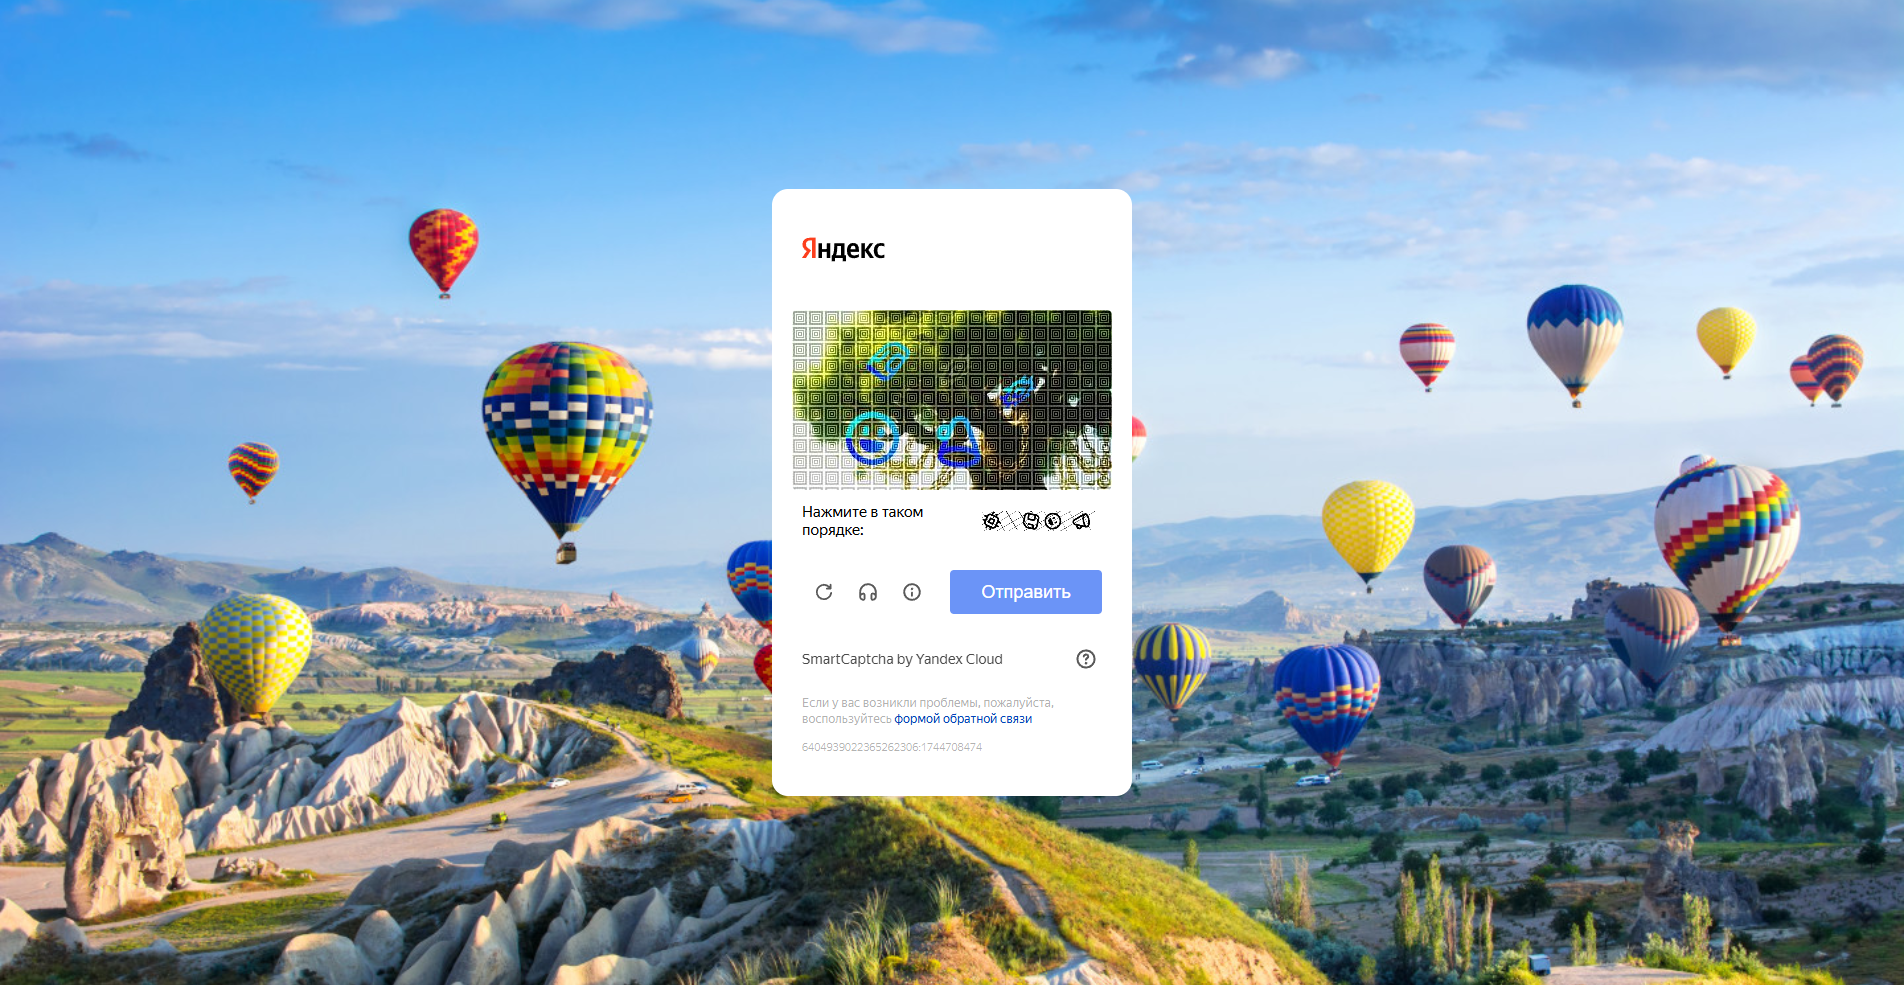 Яндекс
Нажмите в таком
порядке:
Отправить
SmartCaptcha by Yandex Cloud
Если у вас возникли проблемы, пожалуйста,
воспользуйтесь формой обратной связи
6404939022365262306:1744708474